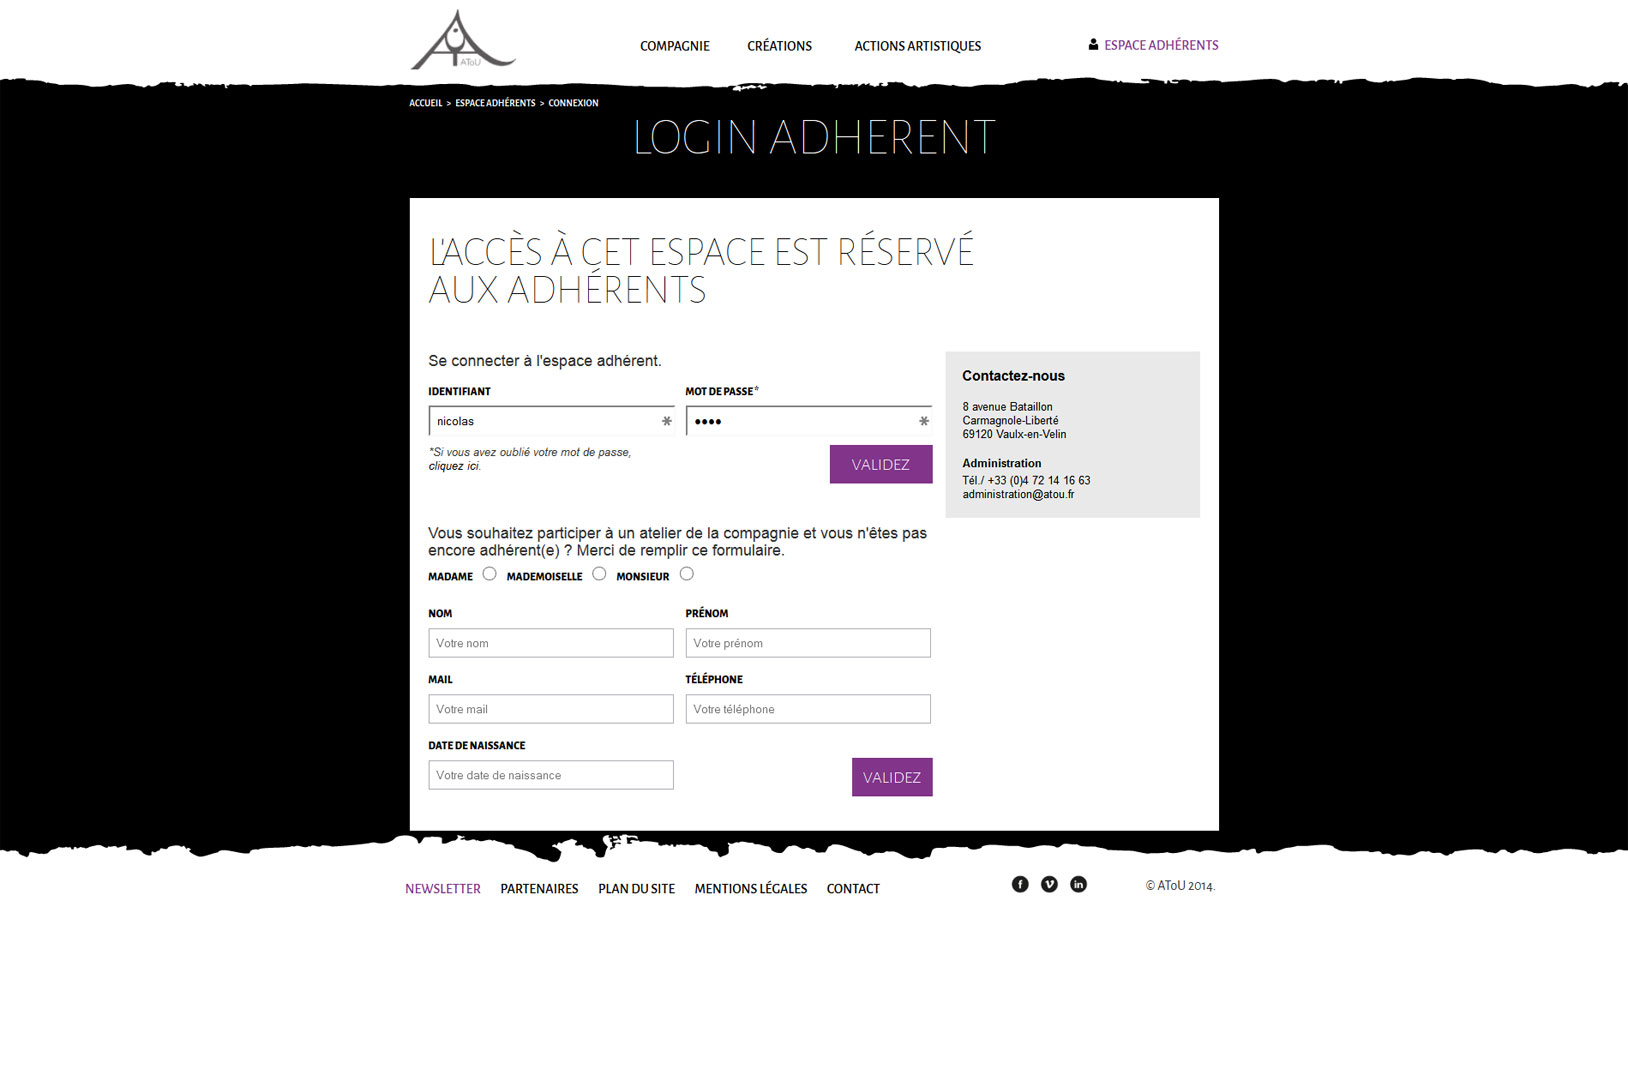 AToU
COMPAGNIE
CRÉATIONS
ACTIONS ARTISTIQUES
ESPACE ADHÉRENTS
ACCUEIL > ESPACE ADHÉRENTS > CONNEXION
LOGIN ADHERENT
L'ACCÈS À CET ESPACE EST RÉSERVÉ
AUX ADHÉRENTS
Se connecter à l'espace adhérent.
IDENTIFIANT
MOT DE PASSE*
nicolas
*Si vous avez oublié votre mot de passe,
cliquez ici.
VALIDEZ
Contactez-nous
8 avenue Bataillon
Carmagnole-Liberté
69120 Vaulx-en-Velin
Administration
Tél./ +33 (0)4 72 14 16 63
administration@atou.fr
Vous souhaitez participer à un atelier de la compagnie et vous n'êtes pas
encore adhérent(e) ? Merci de remplir ce formulaire.
MADAME MADEMOISELLE MONSIEUR
NOM
PRÉNOM
Votre nom
Votre prénom
MAIL
TÉLÉPHONE
Votre mail
Votre téléphone
DATE DE NAISSANCE
Votre date de naissance
VALIDEZ
NEWSLETTER
PARTENAIRES
PLAN DU SITE
MENTIONS LÉGALES
CONTACT
© AToU 2014.